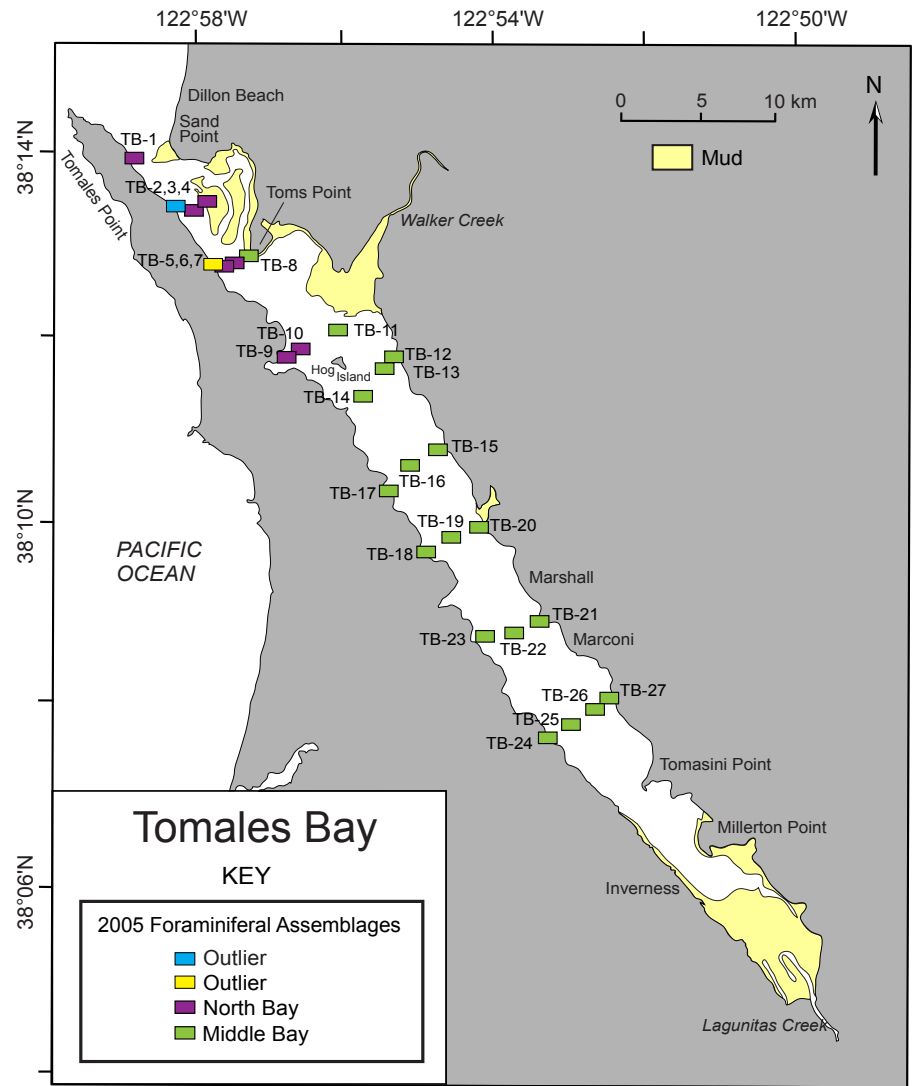 122°58'W
122°54'W
122°50'W
38°14'N
38°10'N
38°06'N
Dillon Beach
Sand
Point
TB-1
Tomales Point
TB-2,3,4
Toms Point
Walker Creek
TB-5,6,7
TB-8
0 5 10 km
N
Mud
TB-10
TB-11
TB-9
TB-12
TB-13
Hog Island
TB-14
TB-15
TB-16
TB-17
TB-19
TB-20
TB-18
PACIFIC
OCEAN
Marshall
TB-21
TB-23
TB-22
Marconi
TB-26
TB-27
TB-25
TB-24
Tomasini Point
Millerton Point
Inverness
Lagunitas Creek
Tomales Bay
KEY
2005 Foraminiferal Assemblages
Outlier
Outlier
North Bay
Middle Bay